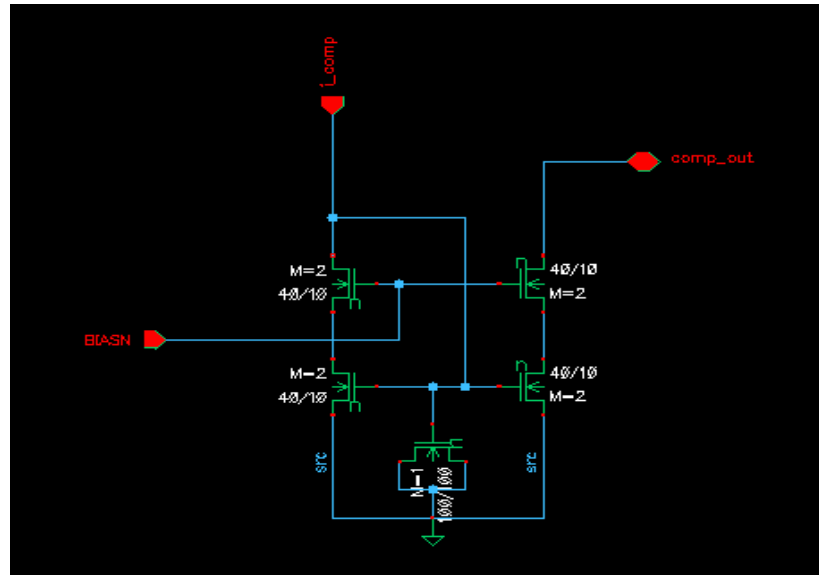 i_comp
comp_out
M=2
40/10
n
n
40/10
M=2
BIASN
M=2
40/10
n
n
40/10
M=2
n
src
M=1
100/100
src